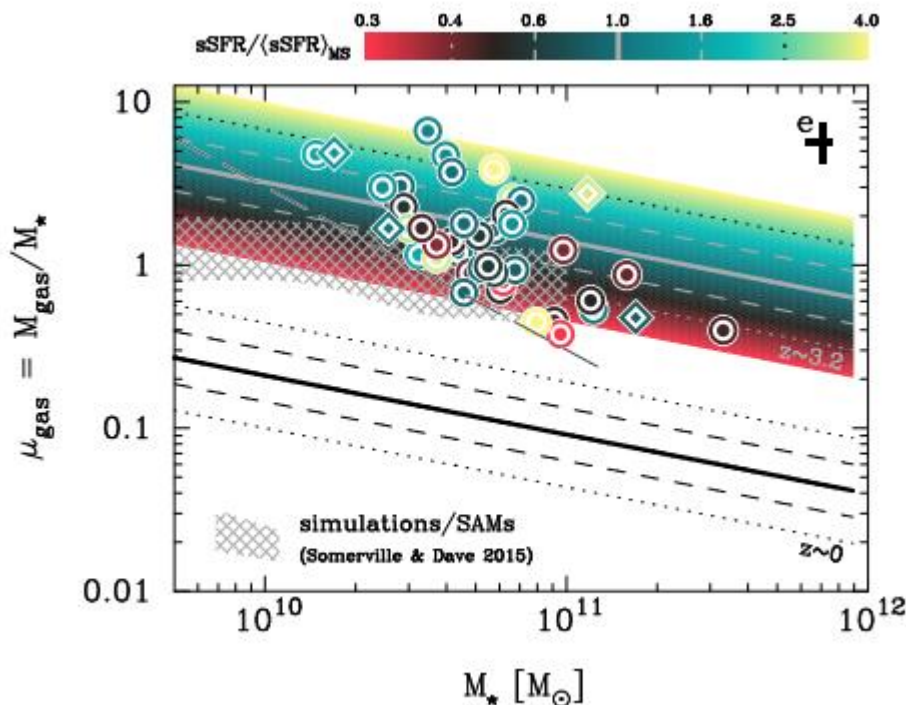 0.3 0.4 0.6 1.0 1.6 2.5 4.0
sSFR/⟨sSFR⟩MS
10
e
1
μgas = Mgas/M⋆
z~3.2
0.1
simulations/SAMs
(Somerville & Dave 2015)
z~0
0.01
10^10 10^11 10^12
M⋆ [M⊙]